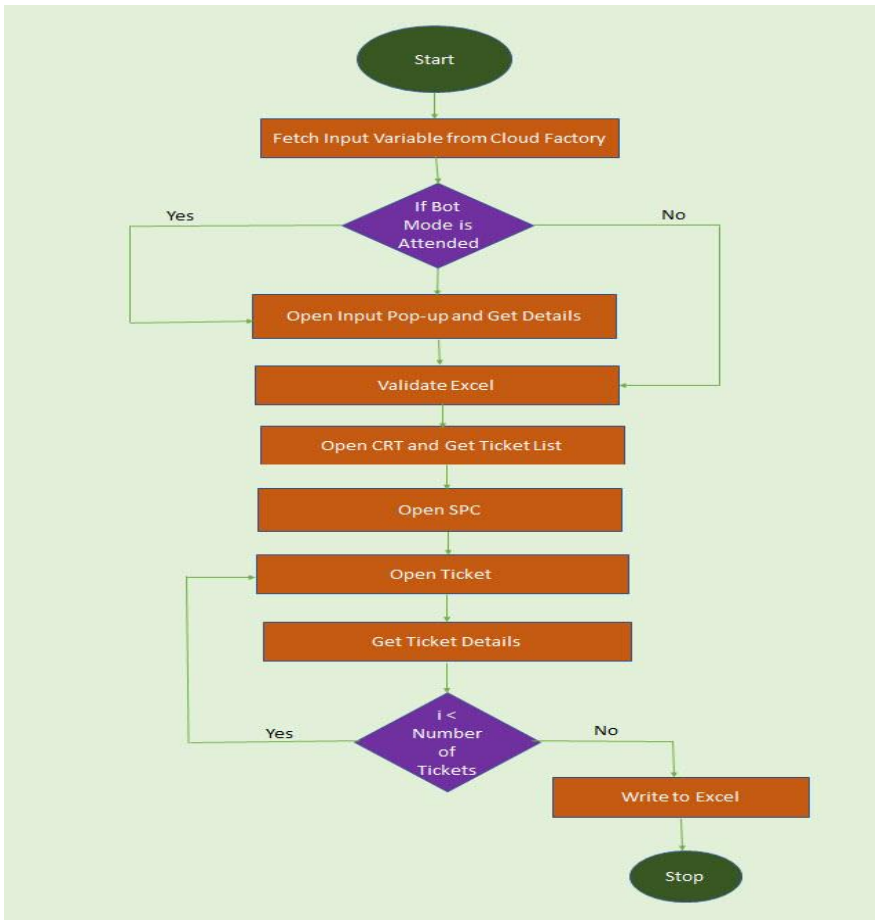 Start
Fetch Input Variable from Cloud Factory
If Bot
Mode is
Attended
Yes
No
Open Input Pop-up and Get Details
Validate Excel
Open CRT and Get Ticket List
Open SPC
Open Ticket
Get Ticket Details
i <
Number
of
Tickets
Yes
No
Write to Excel
Stop